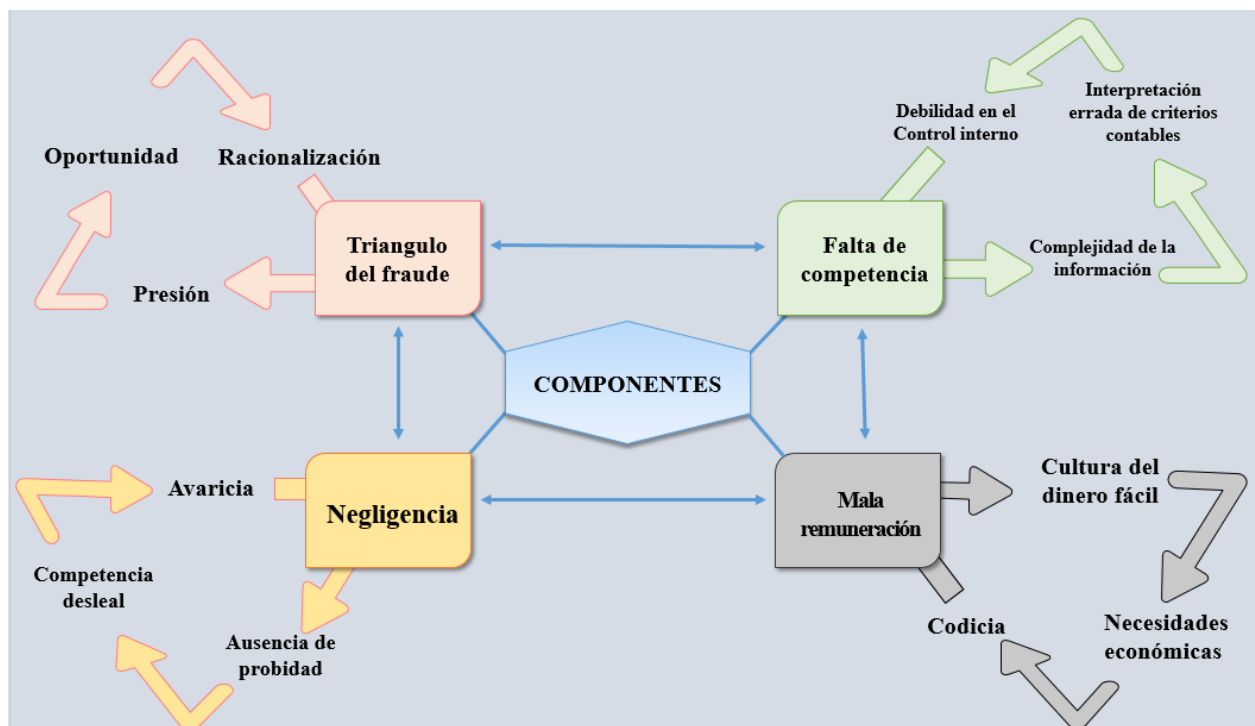 Oportunidad
Racionalización
Triangulo
del fraude
Presión
Debilidad en el
Control interno
Interpretación
errada de criterios
contables
Falta de
competencia
Complejidad de la
información
COMPONENTES
Avaricia
Negligencia
Competencia
desleal
Ausencia de
probidad
Mala
remuneración
Cultura del
dinero fácil
Codicia
Necesidades
económicas